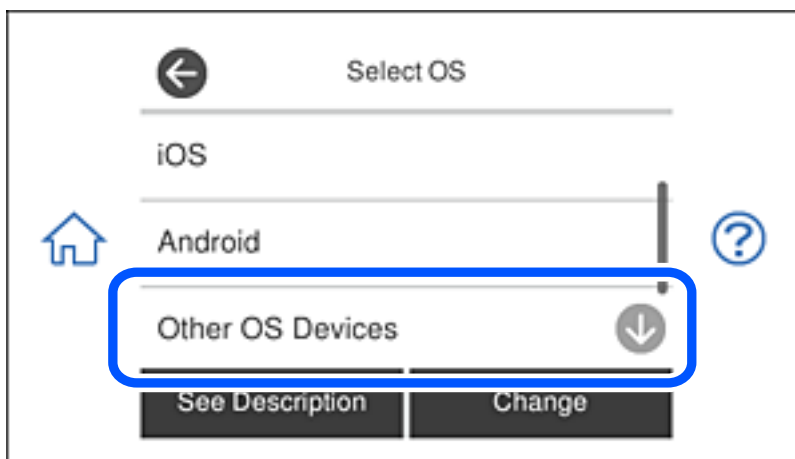 Select OS
iOS
Android
Other OS Devices
See Description Change